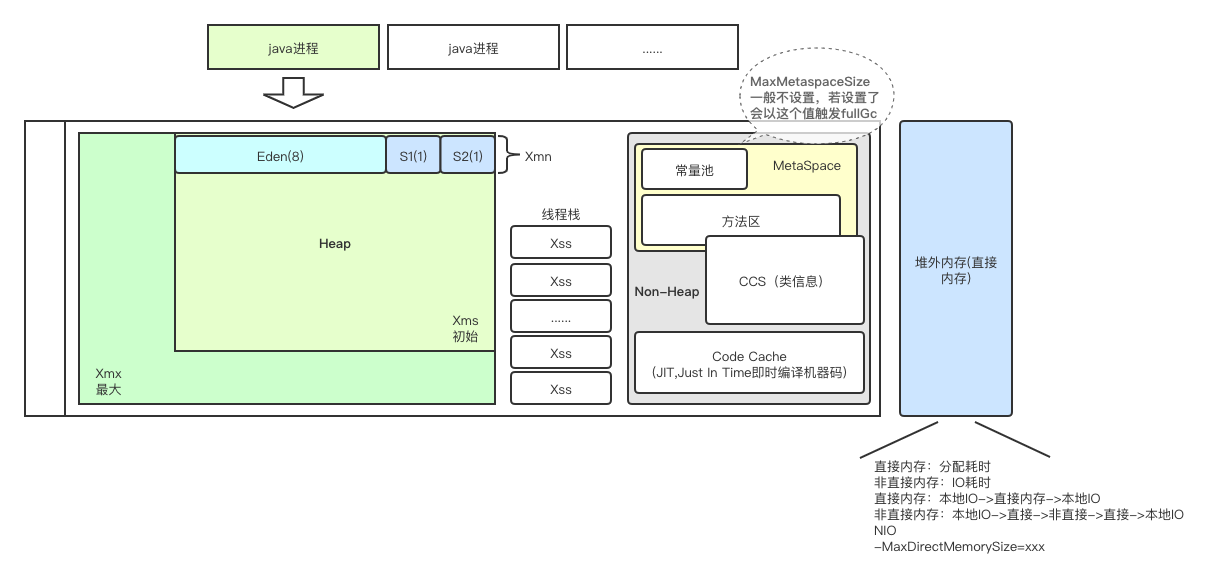 java进程
java进程
......
MaxMetaspaceSize
一般不设置，若设置了
会以这个值触发fullGc
Eden(8)
S1(1)
S2(1)
Xmn
Heap
Xms
初始
Xmx
最大
线程栈
Xss
Xss
......
Xss
Xss
常量池
MetaSpace
方法区
CCS（类信息）
Non-Heap
Code Cache
(JIT,Just In Time即时编译机器码)
堆外内存(直接
内存)
直接内存：分配耗时
非直接内存：IO耗时
直接内存：本地IO->直接内存->本地IO
非直接内存：本地IO->直接->非直接->直接->本地IO
NIO
-MaxDirectMemorySize=xxx